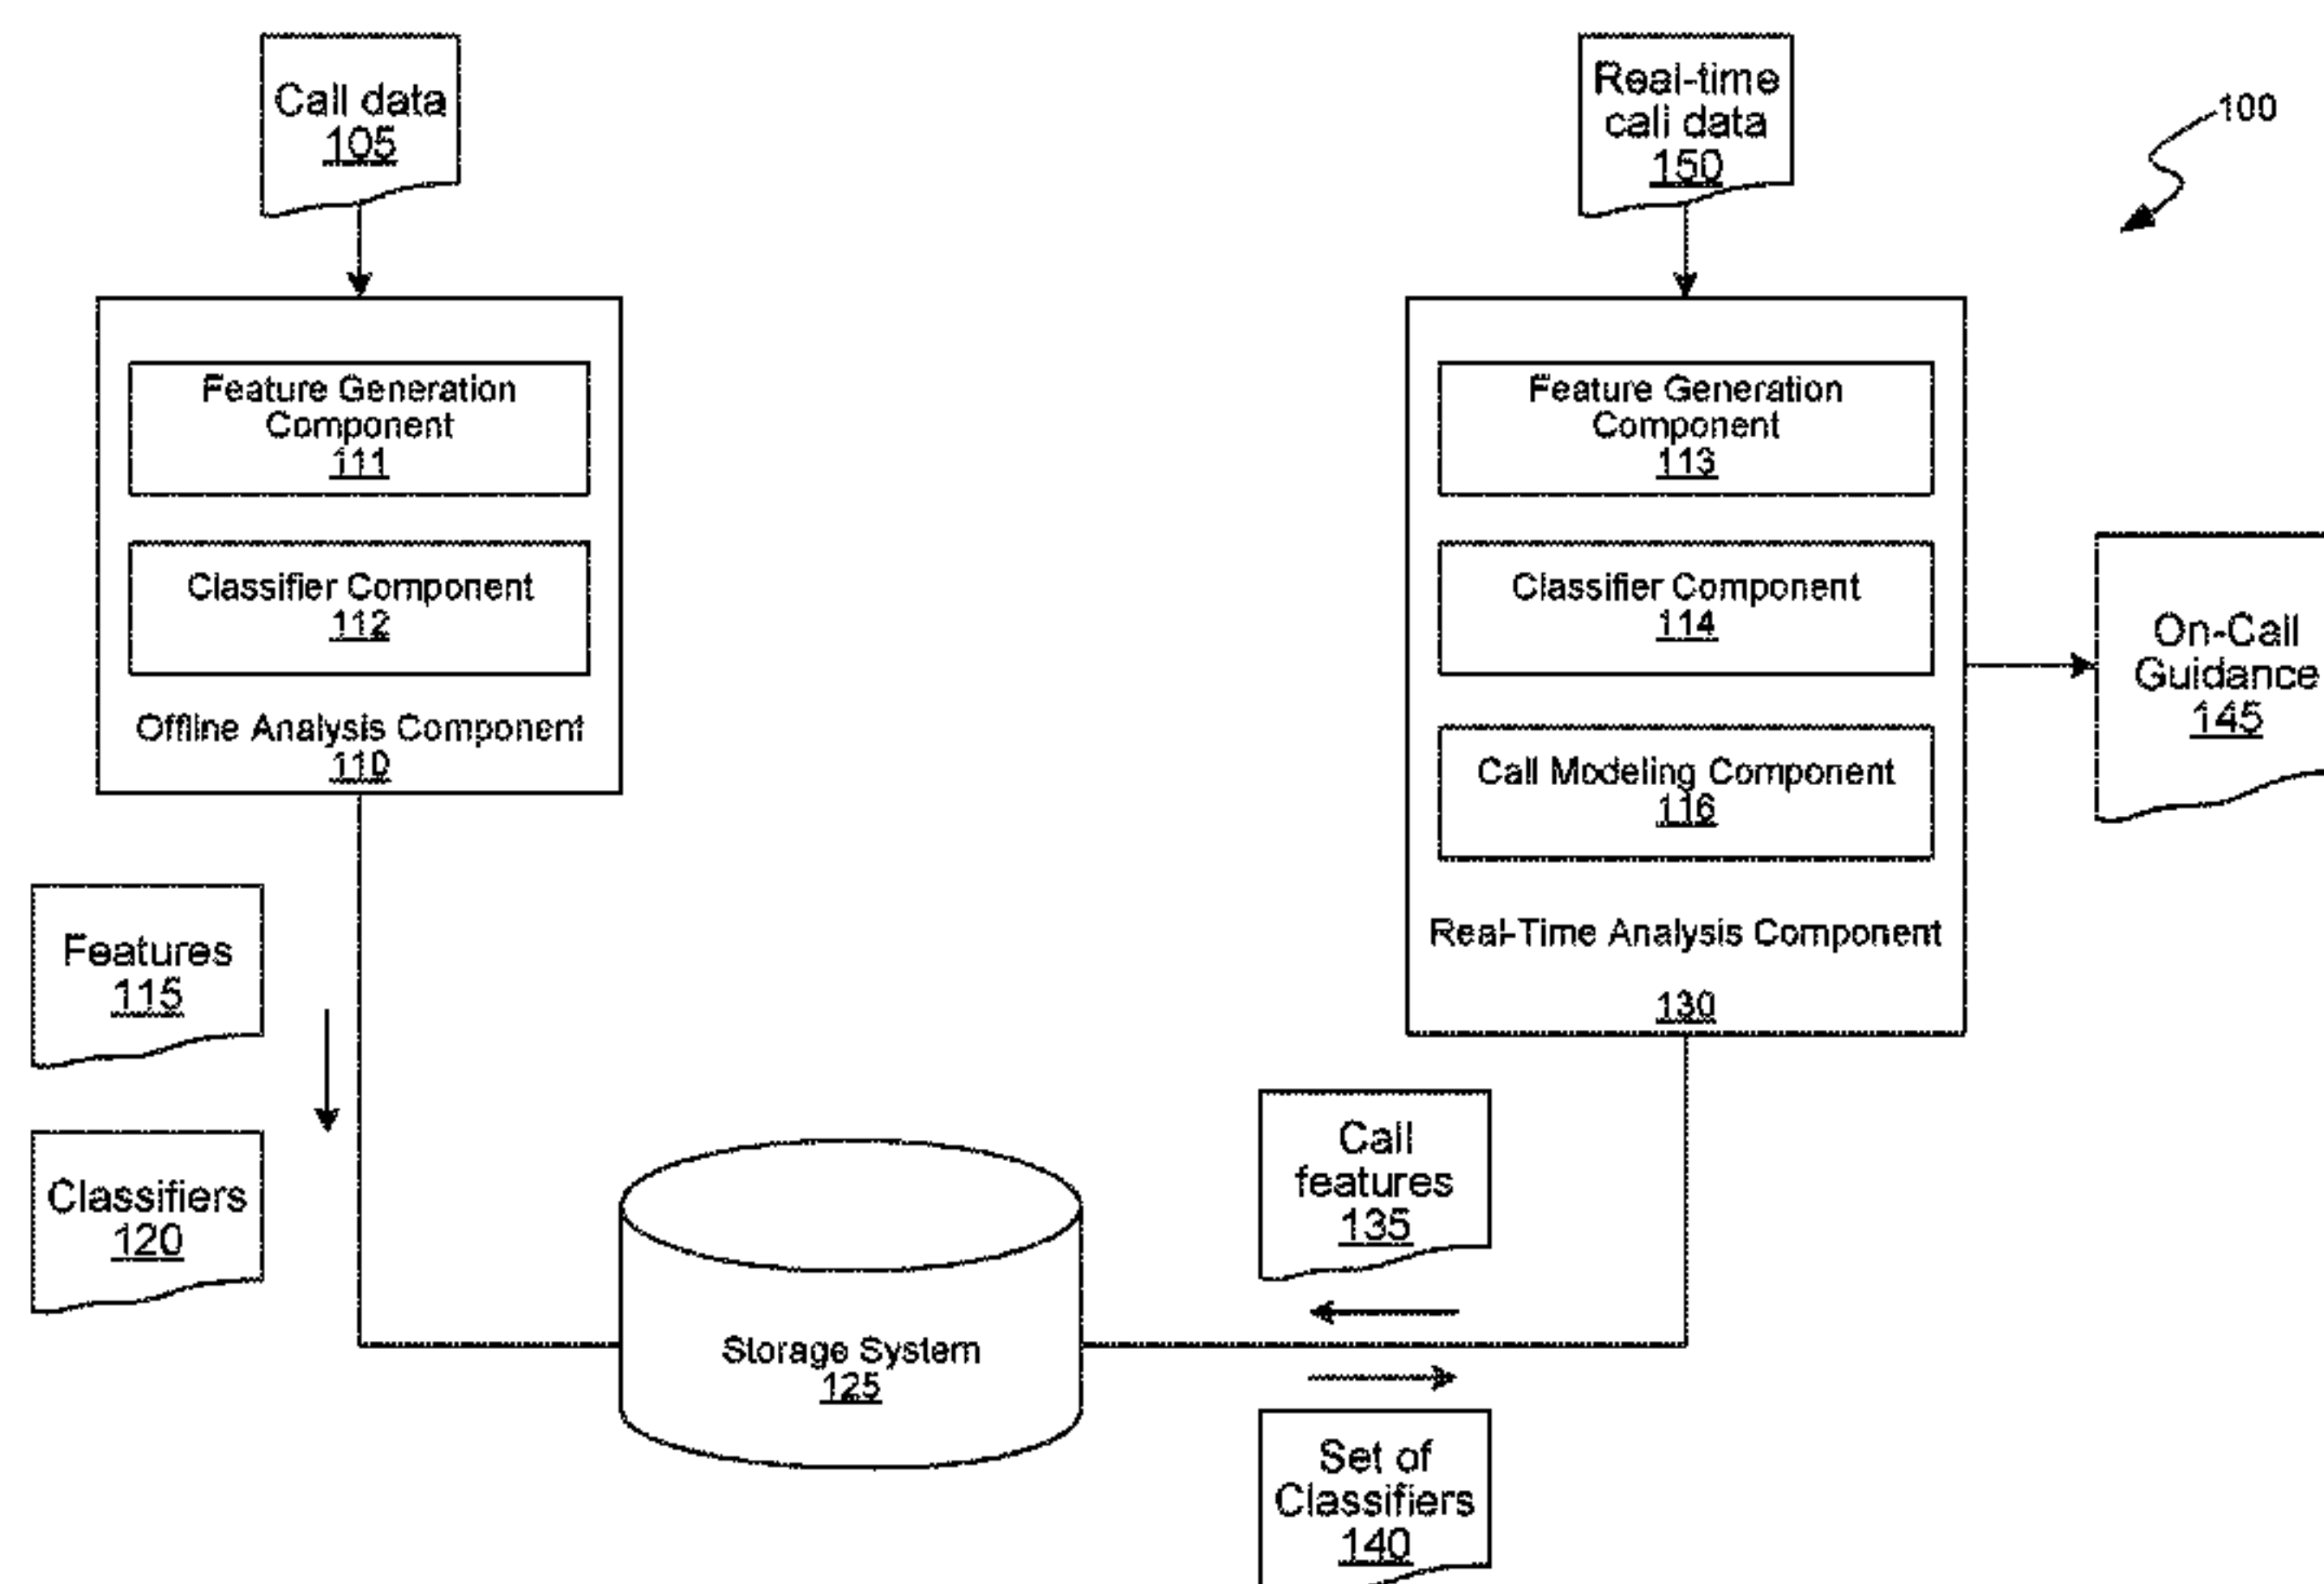 Call data
105
Real-time
call data
150
100
Feature Generation
Component
111
Classifier Component
112
Offline Analysis Component
110
Feature Generation
Component
113
Classifier Component
114
Call Modeling Component
116
Real-Time Analysis Component
130
On-Call
Guidance
145
Features
115
Classifiers
120
Storage System
125
Call
features
135
Set of
Classifiers
140